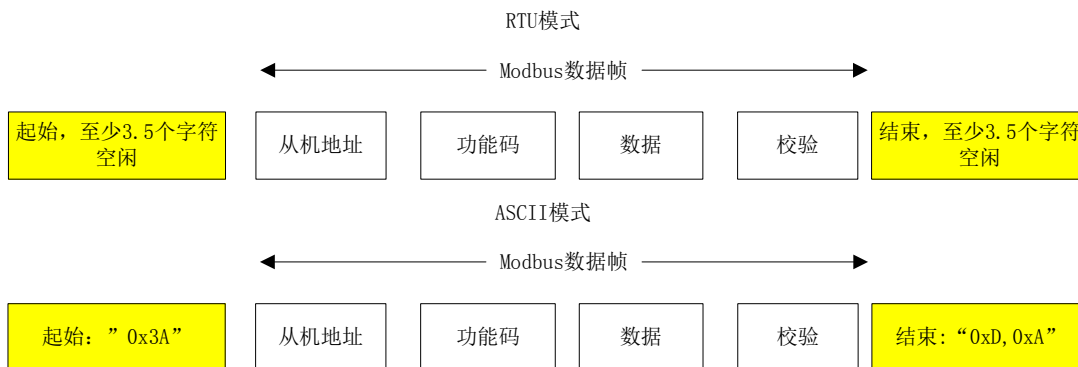 RTU模式
Modbus数据帧
起始，至少3.5个字符
空闲
从机地址
功能码
数据
校验
结束，至少3.5个字符
空闲
ASCII模式
Modbus数据帧
起始：”0x3A”
从机地址
功能码
数据
校验
结束：“0xD,0xA”